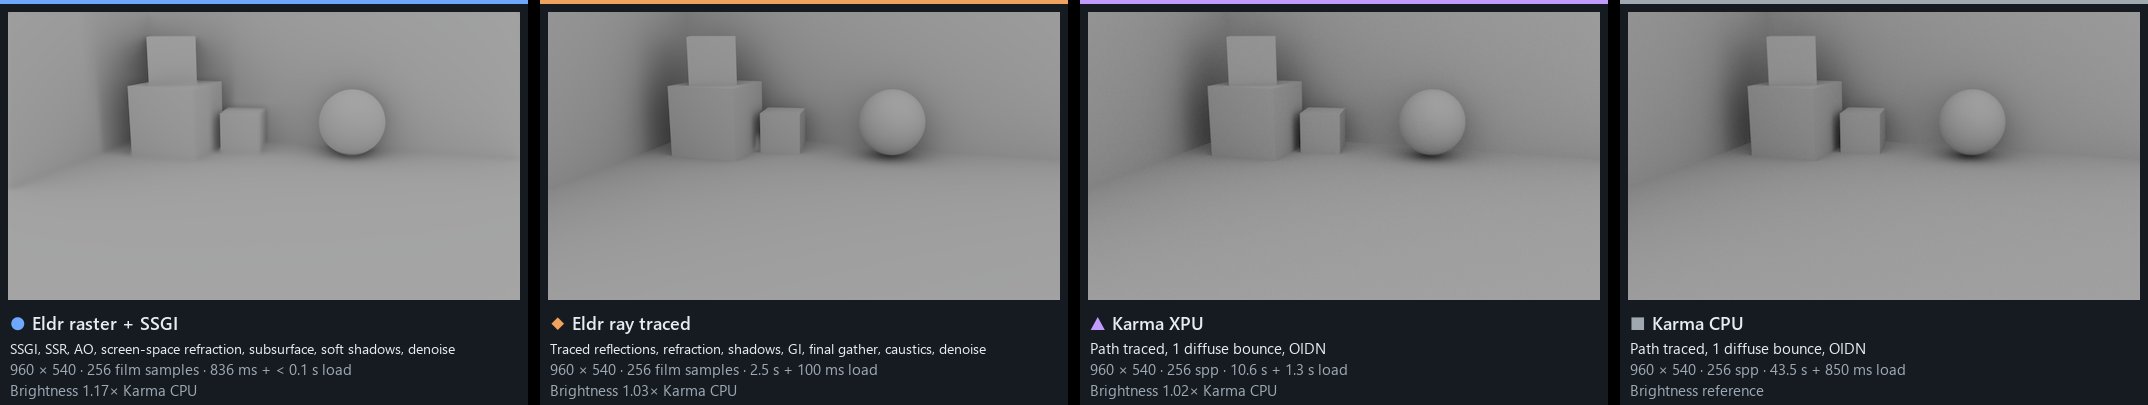 Eldr raster + SSGI
SSGI, SSR, AO, screen-space refraction, subsurface, soft shadows, denoise
960 × 540 · 256 film samples · 836 ms + < 0.1 s load
Brightness 1.17× Karma CPU
Eldr ray traced
Traced reflections, refraction, shadows, GI, final gather, caustics, denoise
960 × 540 · 256 film samples · 2.5 s + 100 ms load
Brightness 1.03× Karma CPU
Karma XPU
Path traced, 1 diffuse bounce, OIDN
960 × 540 · 256 spp · 10.6 s + 1.3 s load
Brightness 1.02× Karma CPU
Karma CPU
Path traced, 1 diffuse bounce, OIDN
960 × 540 · 256 spp · 43.5 s + 850 ms load
Brightness reference